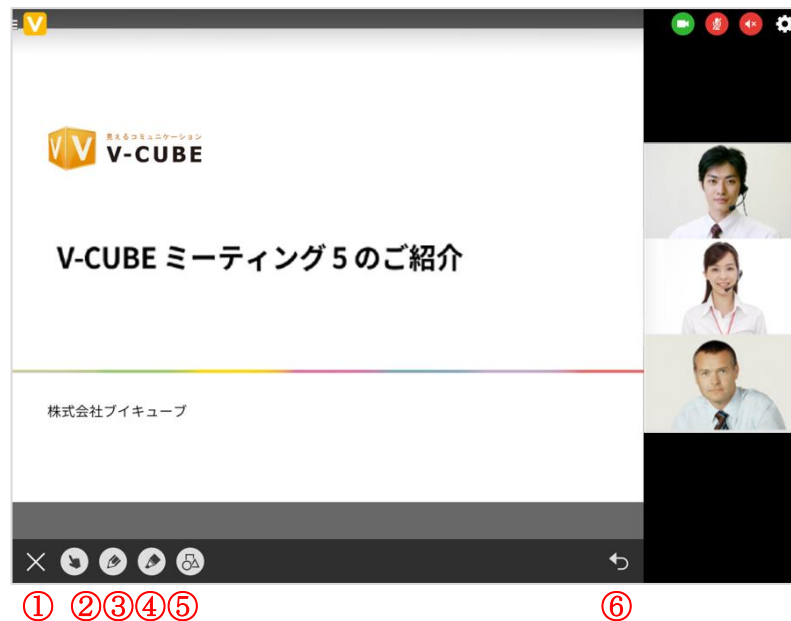 V
見えるコミュニケーション
V-CUBE
V-CUBE ミーティング 5 のご紹介
株式会社ブイキューブ
① ②③④⑤ ⑥